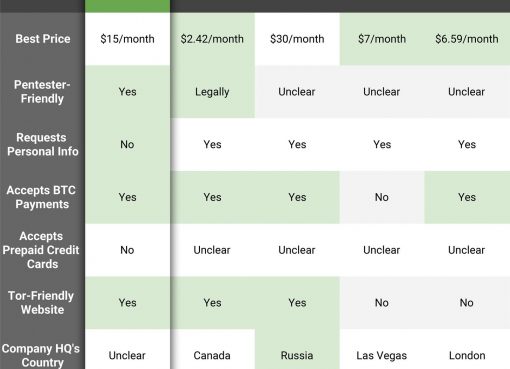 Best Price $15/month $2.42/month $30/month $7/month $6.59/month
Pentester-
Friendly Yes Legally Unclear Unclear Unclear
Requests
Personal Info No Yes Yes Yes Yes
Accepts BTC
Payments Yes Yes Yes No Yes
Accepts
Prepaid Credit
Cards No Unclear Unclear Unclear Unclear
Tor-Friendly
Website Yes Yes Yes No No
Company HQ's
Country Unclear Canada Russia Las Vegas London